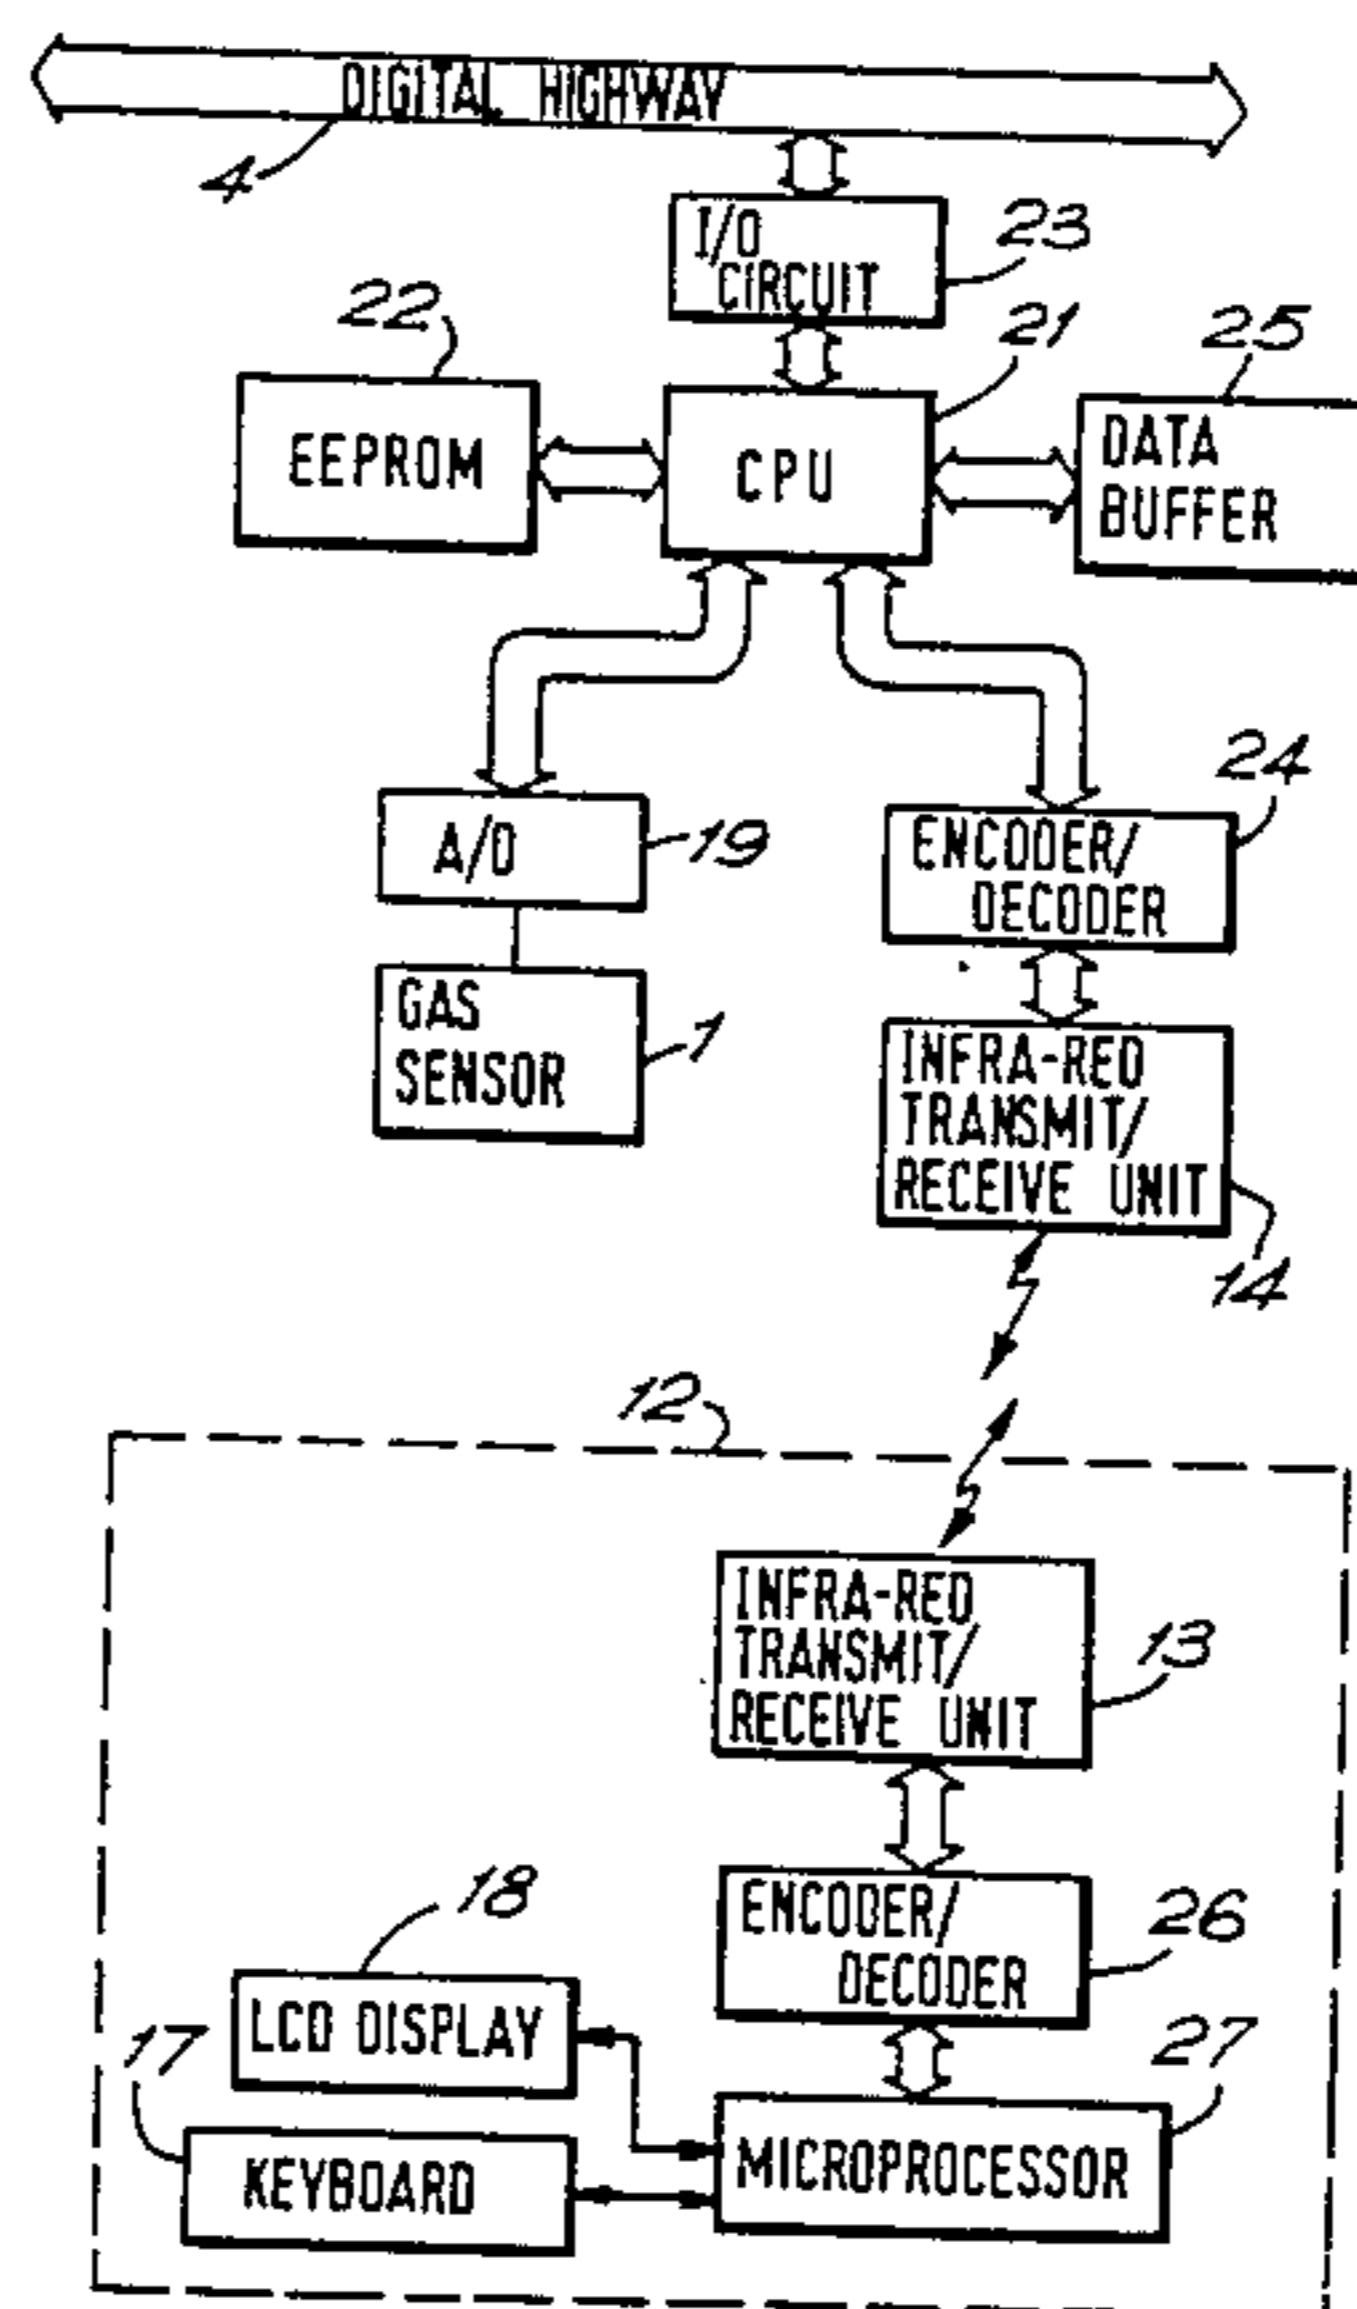 DIGITAL HIGHWAY
4
I/O
CIRCUIT
23
22
21
25
EEPROM
CPU
DATA
BUFFER
24
A/D
19
ENCODER/
DECODER
GAS
SENSOR
1
INFRA-RED
TRANSMIT/
RECEIVE UNIT
14
12
INFRA-RED
TRANSMIT/
RECEIVE UNIT
13
18
ENCODER/
DECODER
26
LCD DISPLAY
17
27
KEYBOARD
MICROPROCESSOR